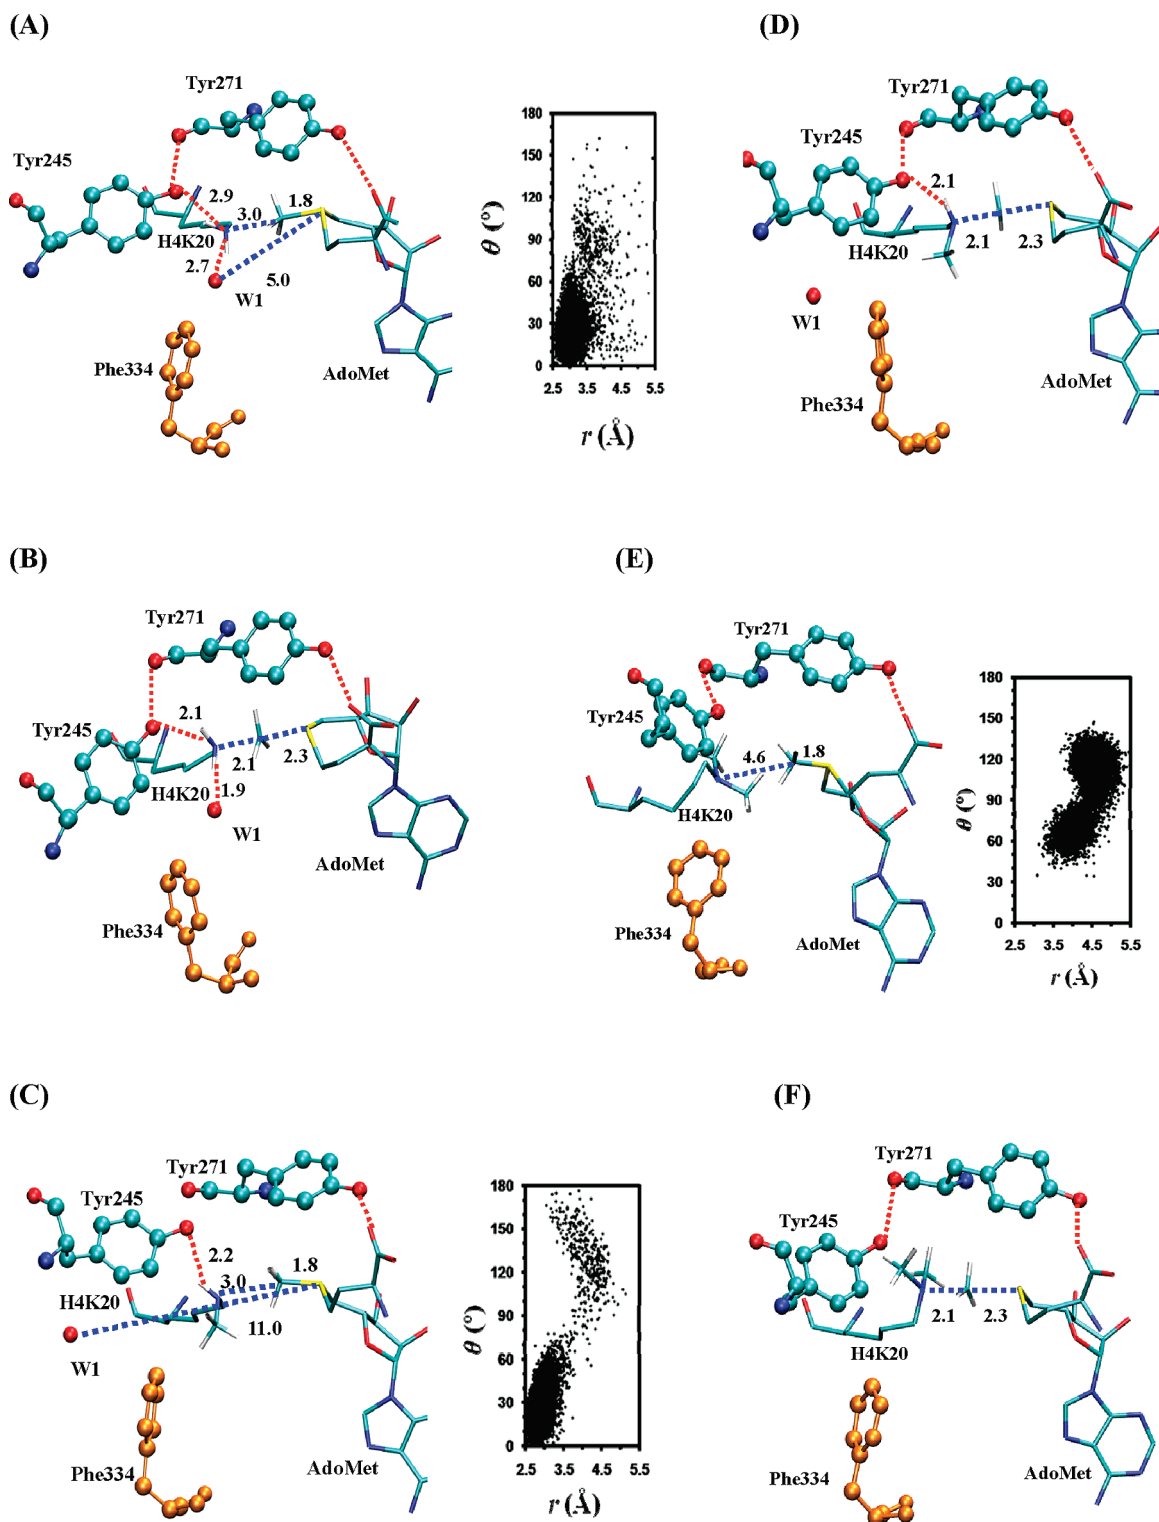 (A)
Tyr271
Tyr245
2.9
3.0
1.8
H4K20
2.7
5.0
W1
Phe334
AdoMet
180
150
120
90
60
30
0
θ (°)
2.5 3.5 4.5 5.5
r (Å)
(D)
Tyr271
Tyr245
2.1
H4K20
2.1
2.3
W1
Phe334
AdoMet
(B)
Tyr271
Tyr245
2.1
2.3
2.1
H4K20
1.9
W1
AdoMet
Phe334
(E)
Tyr271
Tyr245
4.6
1.8
H4K20
Phe334
AdoMet
180
150
120
90
60
30
0
θ (°)
2.5 3.5 4.5 5.5
r (Å)
(C)
Tyr271
Tyr245
2.2
3.0
1.8
H4K20
11.0
W1
Phe334
AdoMet
180
150
120
90
60
30
0
θ (°)
2.5 3.5 4.5 5.5
r (Å)
(F)
Tyr271
Tyr245
2.1
2.3
H4K20
Phe334
AdoMet